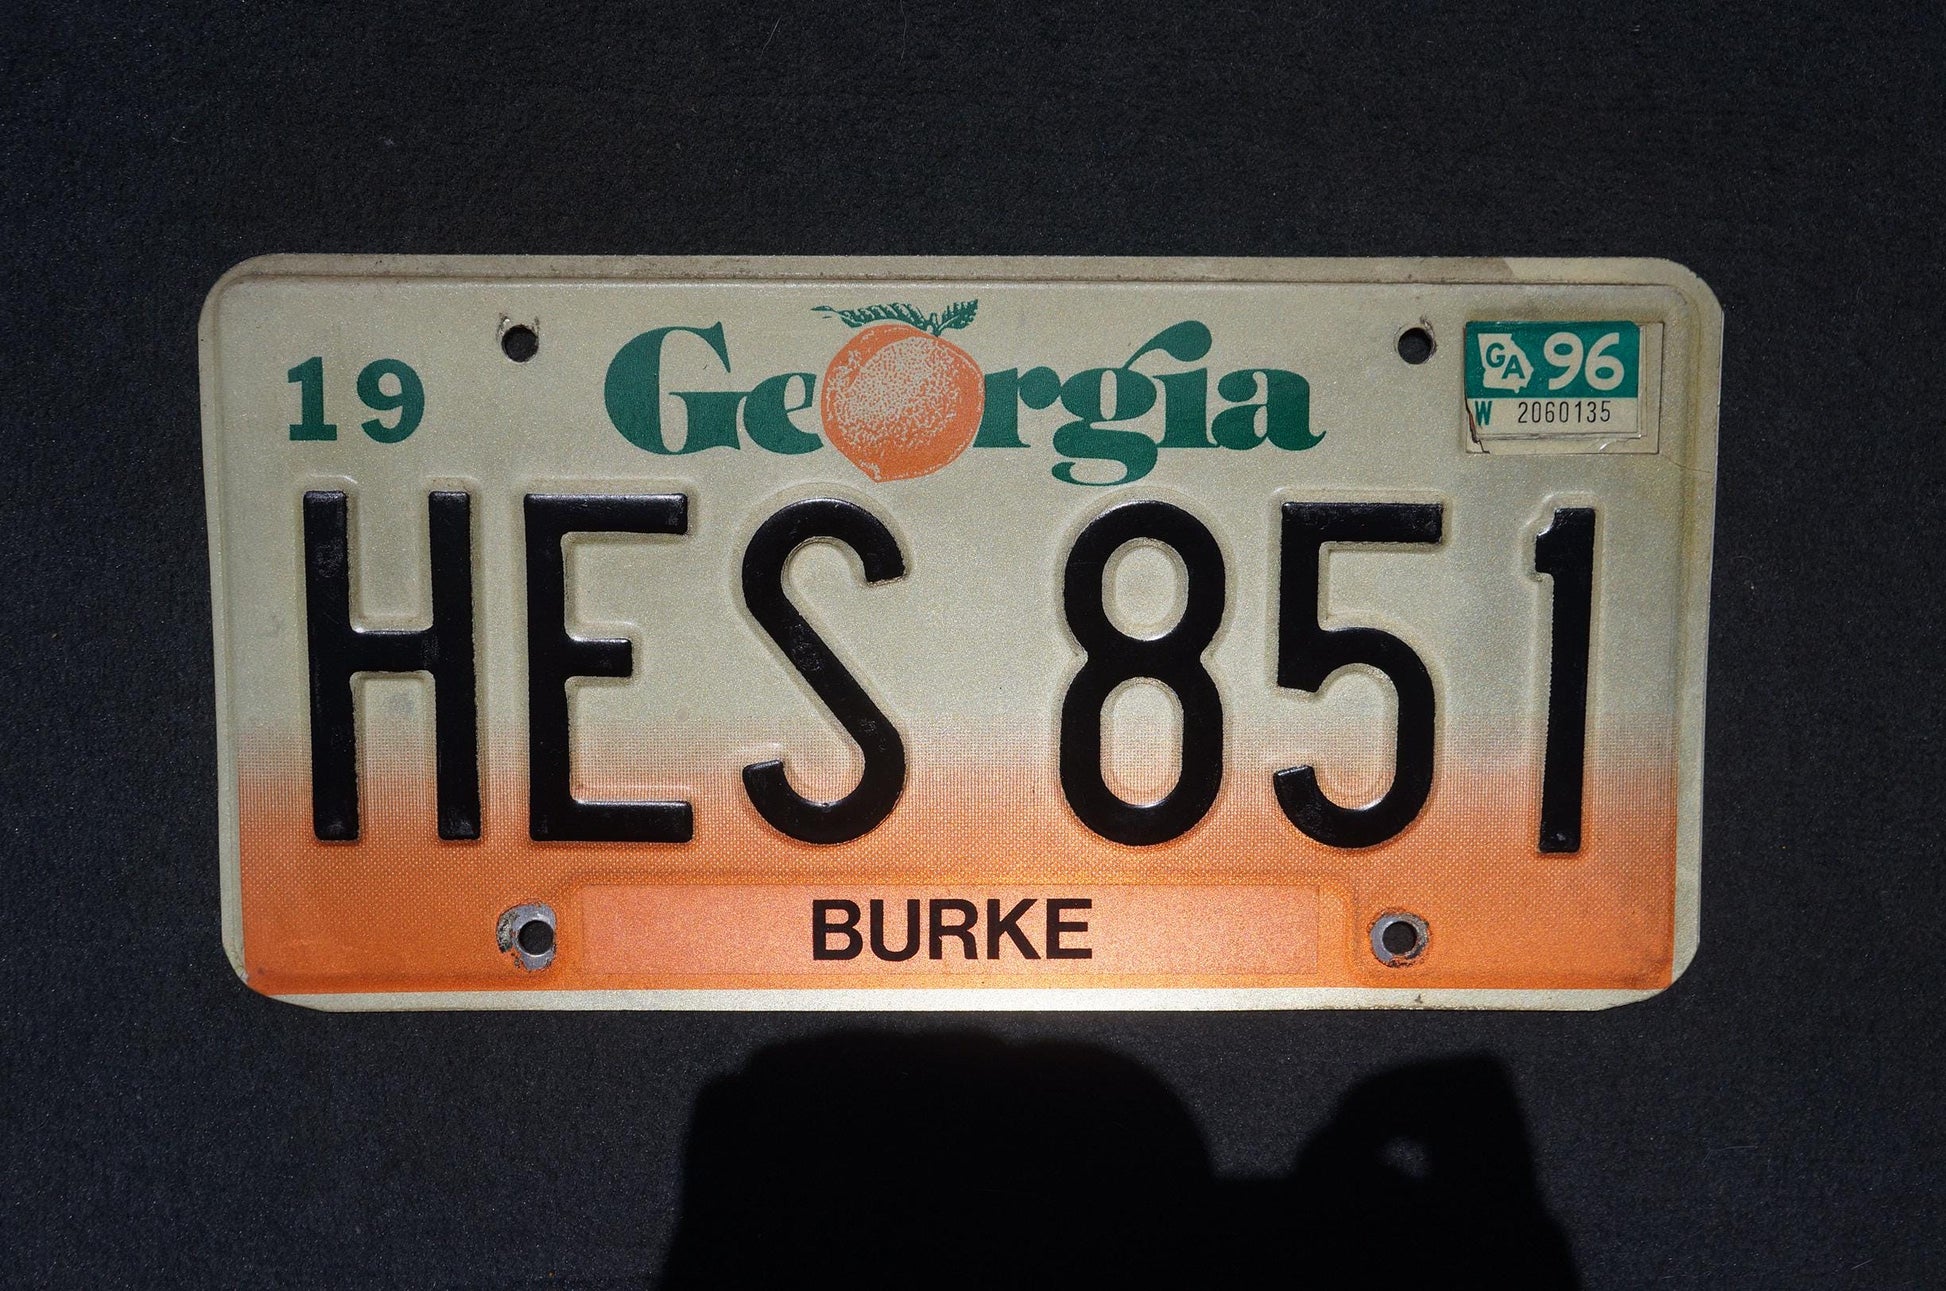 19 Georgia GA 96
W 2060135
HES 851
BURKE